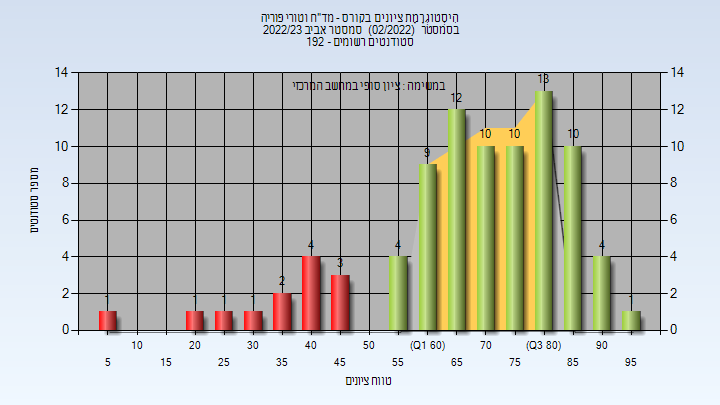 היסטוגרמת ציונים בקורס - מד"ח וטורי פוריה
בסמסטר (02/2022) סמסטר אביב 2022/23
סטודנטים רשומים - 192
במשימה : ציון סופי במחשב המרכזי
מספר סטודנטים
14 14
12 12
10 10
8 8
6 6
4 4
2 2
0 0
1 1 1 1 2 4 3 4 9 12 10 10 13 10 4 1
10 20 30 40 50 (Q1 60) 70 (Q3 80) 90
5 15 25 35 45 55 65 75 85 95
טווח ציונים